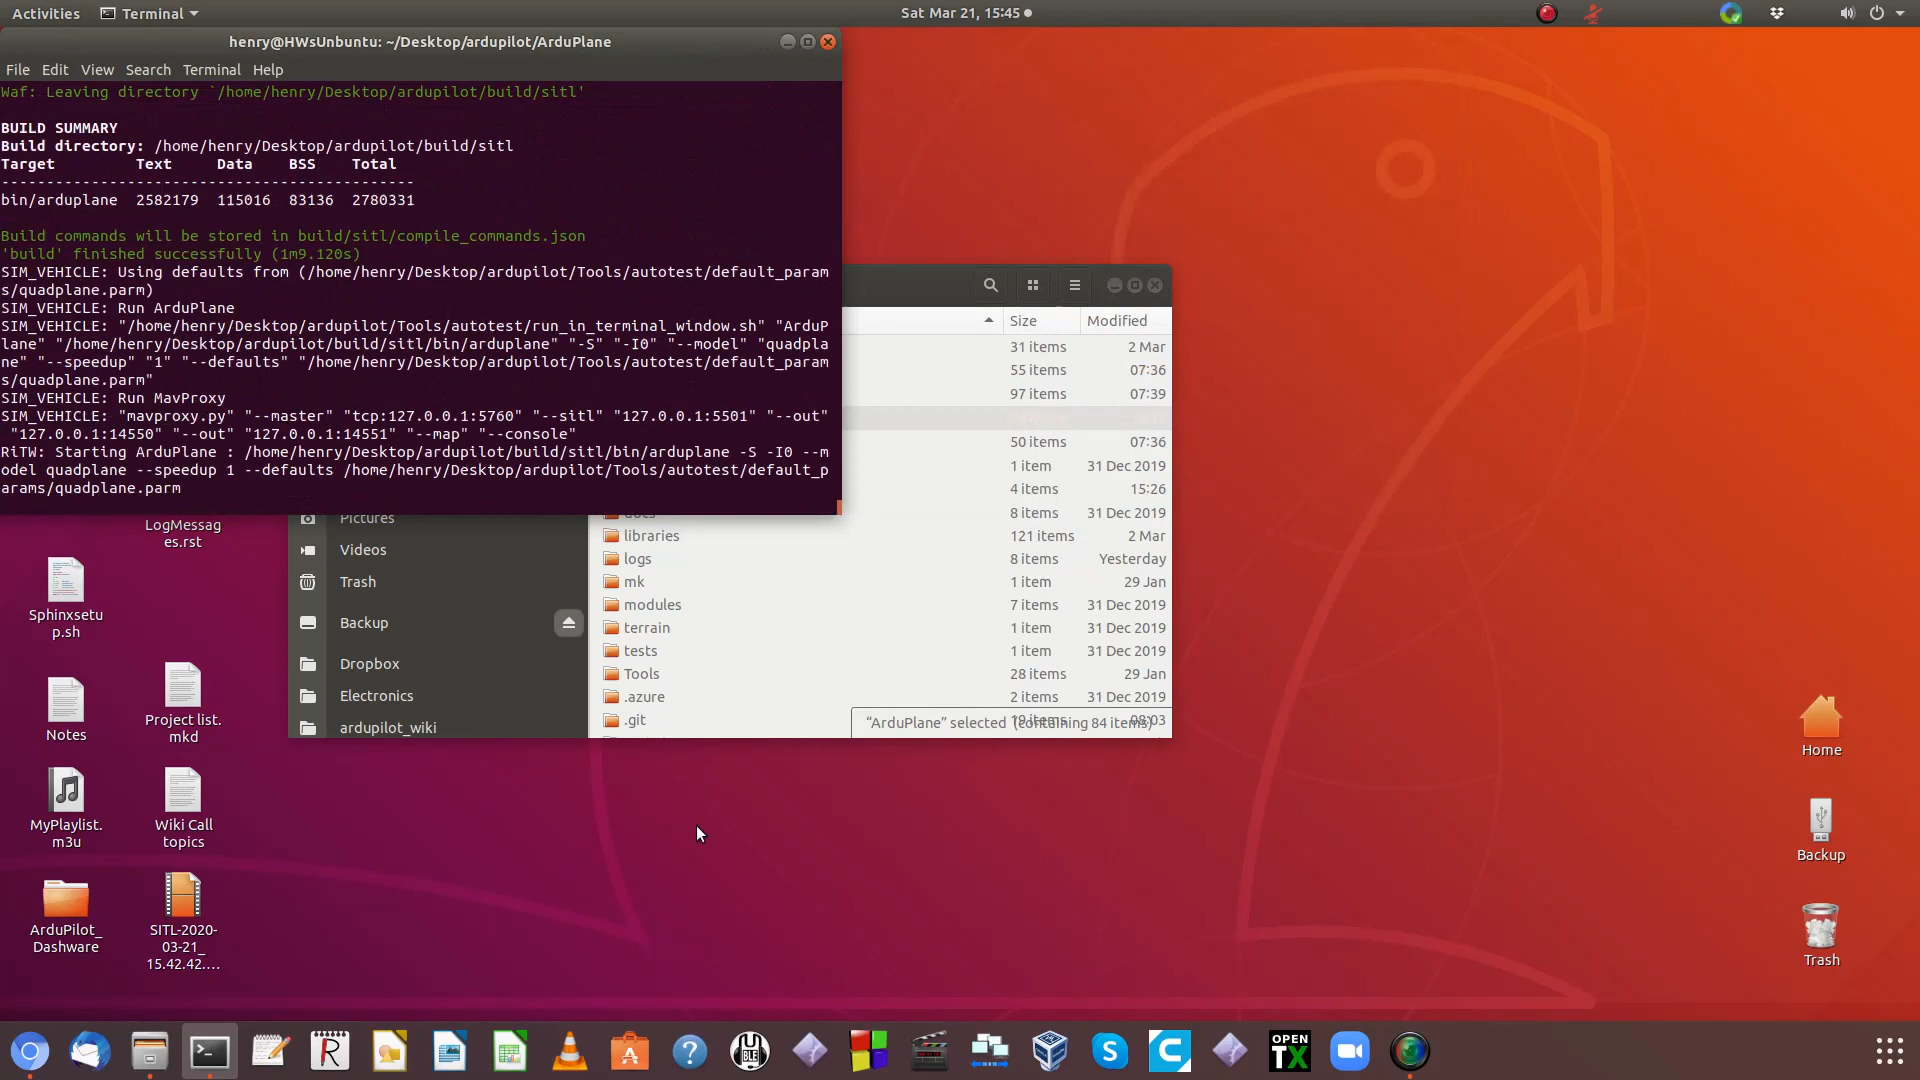 Activities
Terminal
Sat Mar 21, 15:45
henry@HWsUnbuntu: ~/Desktop/ardupilot/ArduPlane
File Edit View Search Terminal Help
Waf: Leaving directory `/home/henry/Desktop/ardupilot/build/sitl'
BUILD SUMMARY
Build directory: /home/henry/Desktop/ardupilot/build/sitl
Target Text Data BSS Total
----------------------------------------------
bin/arduplane 2582179 115016 83136 2780331
Build commands will be stored in build/sitl/compile_commands.json
'build' finished successfully (1m9.120s)
SIM_VEHICLE: Using defaults from (/home/henry/Desktop/ardupilot/Tools/autotest/default_param
s/quadplane.parm)
SIM_VEHICLE: Run ArduPlane
SIM_VEHICLE: "/home/henry/Desktop/ardupilot/Tools/autotest/run_in_terminal_window.sh" "ArduP
lane" "/home/henry/Desktop/ardupilot/build/sitl/bin/arduplane" "-S" "-I0" "--model" "quadpla
ne" "--speedup" "1" "--defaults" "/home/henry/Desktop/ardupilot/Tools/autotest/default_param
s/quadplane.parm"
SIM_VEHICLE: Run MavProxy
SIM_VEHICLE: "mavproxy.py" "--master" "tcp:127.0.0.1:5760" "--sitl" "127.0.0.1:5501" "--out"
"127.0.0.1:14550" "--out" "127.0.0.1:14551" "--map" "--console"
RiTW: Starting ArduPlane : /home/henry/Desktop/ardupilot/build/sitl/bin/arduplane -S -I0 --m
odel quadplane --speedup 1 --defaults /home/henry/Desktop/ardupilot/Tools/autotest/default_p
arams/quadplane.parm
Size Modified
31 items 2 Mar
55 items 07:36
97 items 07:39
50 items 07:36
1 item 31 Dec 2019
4 items 15:26
docs 8 items 31 Dec 2019
libraries 121 items 2 Mar
logs 8 items Yesterday
mk 1 item 29 Jan
modules 7 items 31 Dec 2019
terrain 1 item 31 Dec 2019
tests 1 item 31 Dec 2019
Tools 28 items 29 Jan
.azure 2 items 31 Dec 2019
.git 19 items 08:03
"ArduPlane" selected (containing 84 items)
Pictures
Videos
Trash
Backup
Dropbox
Electronics
ardupilot_wiki
LogMessag
es.rst
Sphinxsetu
p.sh
Notes
Project list.
mkd
MyPlaylist.
m3u
Wiki Call
topics
ArduPilot_
Dashware
SITL-2020-
03-21_
15.42.42....
Home
Backup
Trash
R
A
?
BLE
S
C
OPEN
TX